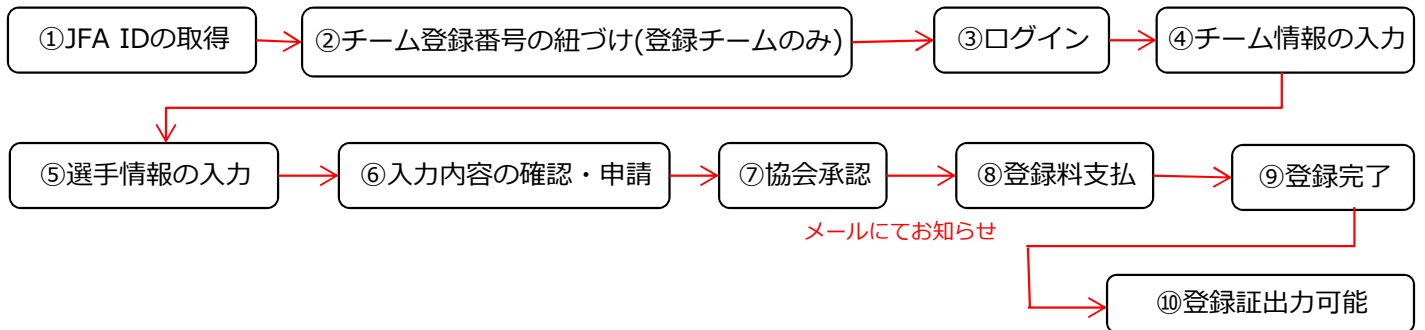 ①JFA IDの取得
②チーム登録番号の紐づけ(登録チームのみ)
③ログイン
④チーム情報の入力
⑤選手情報の入力
⑥入力内容の確認・申請
⑦協会承認
⑧登録料支払
⑨登録完了
メールにてお知らせ
⑩登録証出力可能